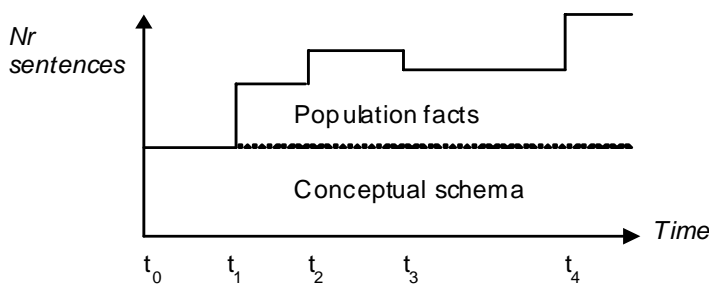 Nr
sentences
Population facts
Conceptual schema
Time
t0 t1 t2 t3 t4